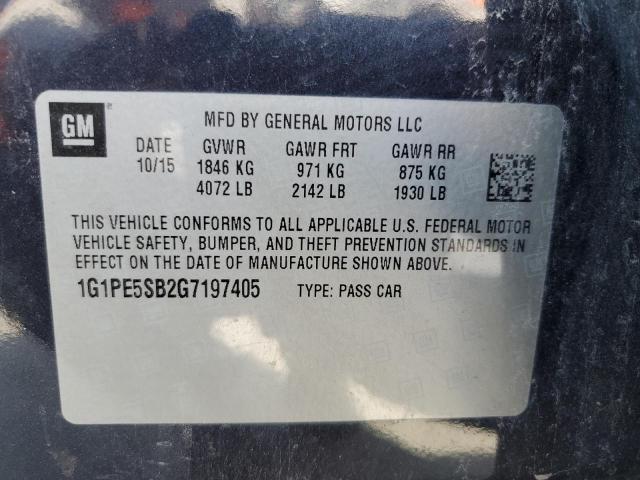 GM
MFD BY GENERAL MOTORS LLC
DATE GVWR GAWR FRT GAWR RR
10/15 1846 KG 971 KG 875 KG
4072 LB 2142 LB 1930 LB
THIS VEHICLE CONFORMS TO ALL APPLICABLE U.S. FEDERAL MOTOR
VEHICLE SAFETY, BUMPER, AND THEFT PREVENTION STANDARDS IN
EFFECT ON THE DATE OF MANUFACTURE SHOWN ABOVE.
1G1PE5SB2G7197405 TYPE: PASS CAR